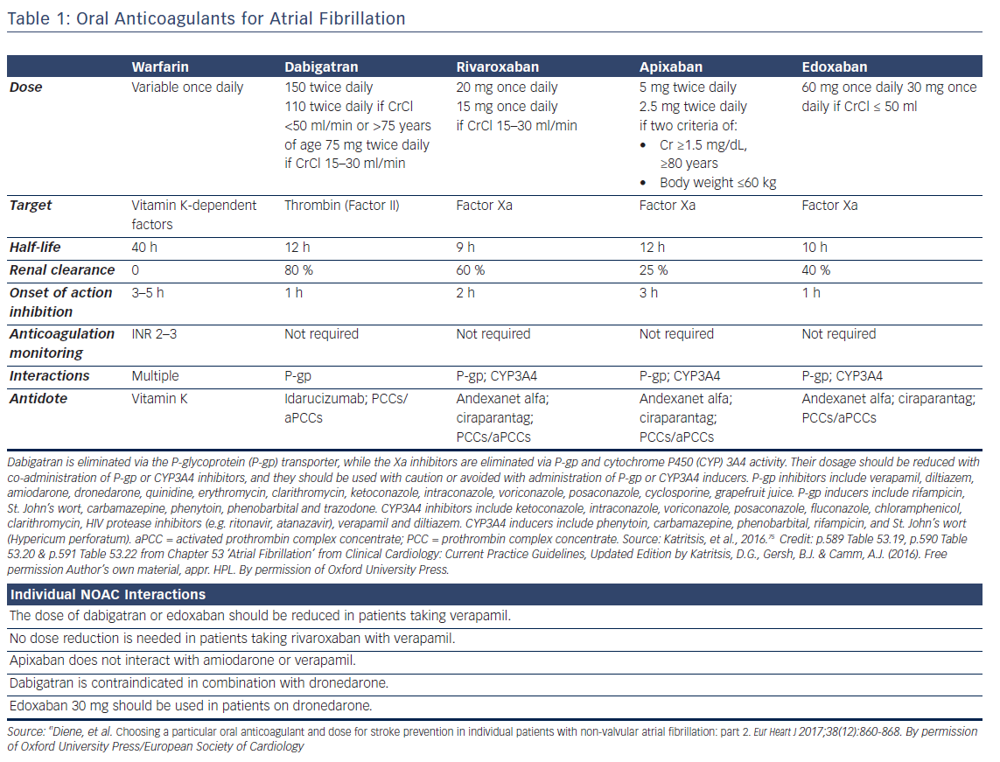 Table 1: Oral Anticoagulants for Atrial Fibrillation
Warfarin Dabigatran Rivaroxaban Apixaban Edoxaban
Dose Variable once daily 150 twice daily 20 mg once daily 5 mg twice daily 60 mg once daily 30 mg once
110 twice daily if CrCl 15 mg once daily 2.5 mg twice daily daily if CrCl ≤ 50 ml
<50 ml/min or >75 years if CrCl 15–30 ml/min if two criteria of:
of age 75 mg twice daily • Cr ≥1.5 mg/dL,
if CrCl 15–30 ml/min ≥80 years
• Body weight ≤60 kg
Target Vitamin K-dependent Thrombin (Factor II) Factor Xa Factor Xa Factor Xa
factors
Half-life 40 h 12 h 9 h 12 h 10 h
Renal clearance 0 80 % 60 % 25 % 40 %
Onset of action 3–5 h 1 h 2 h 3 h 1 h
inhibition
Anticoagulation INR 2–3 Not required Not required Not required Not required
monitoring
Interactions Multiple P-gp P-gp; CYP3A4 P-gp; CYP3A4 P-gp; CYP3A4
Antidote Vitamin K Idarucizumab; PCCs/ Andexanet alfa; Andexanet alfa; Andexanet alfa; ciraparantag;
aPCCs ciraparantag; ciraparantag; PCCs/aPCCs
PCCs/aPCCs PCCs/aPCCs
Dabigatran is eliminated via the P-glycoprotein (P-gp) transporter, while the Xa inhibitors are eliminated via P-gp and cytochrome P450 (CYP) 3A4 activity. Their dosage should be reduced with
co-administration of P-gp or CYP3A4 inhibitors, and they should be used with caution or avoided with administration of P-gp or CYP3A4 inducers. P-gp inhibitors include verapamil, diltiazem,
amiodarone, dronedarone, quinidine, erythromycin, clarithromycin, ketoconazole, intraconazole, voriconazole, posaconazole, cyclosporine, grapefruit juice. P-gp inducers include rifampicin,
St. John's wort, carbamazepine, phenytoin, phenobarbital and trazodone. CYP3A4 inhibitors include ketoconazole, intraconazole, voriconazole, posaconazole, fluconazole, chloramphenicol,
clarithromycin, HIV protease inhibitors (e.g. ritonavir, atanazavir), verapamil and diltiazem. CYP3A4 inducers include phenytoin, carbamazepine, phenobarbital, rifampicin, and St. John's wort
(Hypericum perforatum). aPCC = activated prothrombin complex concentrate; PCC = prothrombin complex concentrate. Source: Katritsis, et al., 2016.75 Credit: p.589 Table 53.19, p.590 Table
53.20 & p.591 Table 53.22 from Chapter 53 'Atrial Fibrillation' from Clinical Cardiology: Current Practice Guidelines, Updated Edition by Katritsis, D.G., Gersh, B.J. & Camm, A.J. (2016). Free
permission Author's own material, appr. HPL. By permission of Oxford University Press.
Individual NOAC Interactions
The dose of dabigatran or edoxaban should be reduced in patients taking verapamil.
No dose reduction is needed in patients taking rivaroxaban with verapamil.
Apixaban does not interact with amiodarone or verapamil.
Dabigatran is contraindicated in combination with dronedarone.
Edoxaban 30 mg should be used in patients on dronedarone.
Source: "Diene, et al. Choosing a particular oral anticoagulant and dose for stroke prevention in individual patients with non-valvular atrial fibrillation: part 2. Eur Heart J 2017;38(12):860-868. By permission
of Oxford University Press/European Society of Cardiology